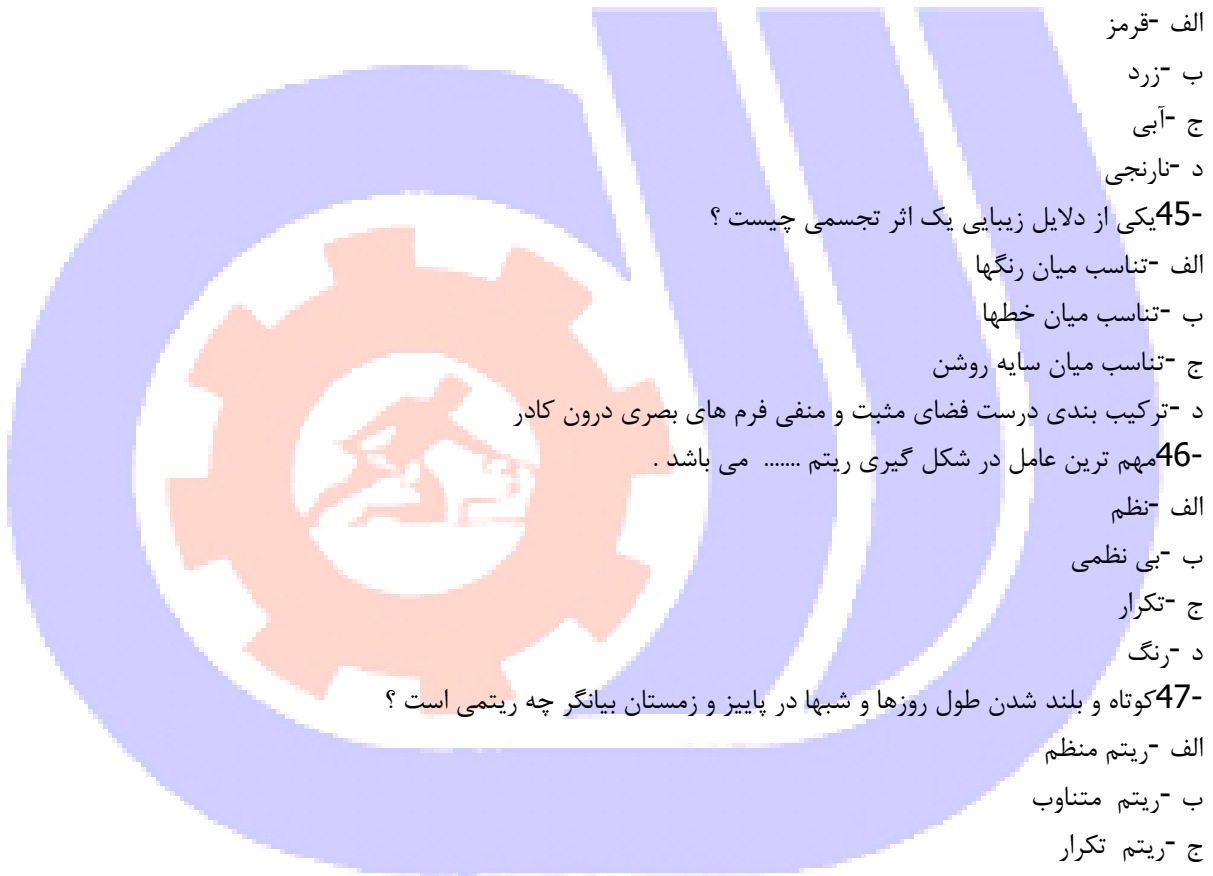 الف -قرمز
ب -زرد
ج -آبی
د -نارنجی
45-یکی از دلایل زیبایی یک اثر تجسمی چیست ؟
الف -تناسب میان رنگها
ب -تناسب میان خطها
ج -تناسب میان سایه روشن
د -ترکیب بندی درست فضای مثبت و منفی فرم های بصری درون کادر
46-مهم ترین عامل در شکل گیری ریتم ....... می باشد .
الف -نظم
ب -بی نظمی
ج -تکرار
د -رنگ
47-کوتاه و بلند شدن طول روزها و شبها در پاییز و زمستان بیانگر چه ریتمی است ؟
الف -ریتم منظم
ب -ریتم متناوب
ج -ریتم تکرار